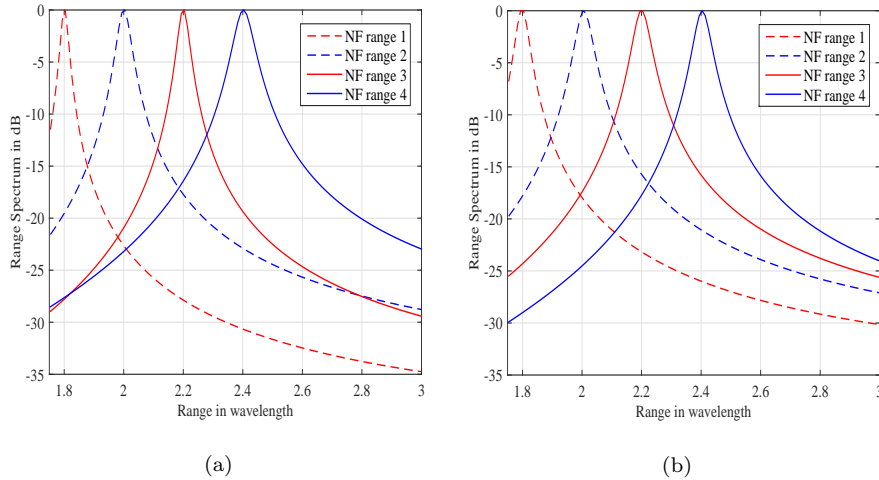 0
-5
-10
-15
-20
-25
-30
-35
Range Spectrum in dB
1.8 2 2.2 2.4 2.6 2.8 3
Range in wavelength
NF range 1
NF range 2
NF range 3
NF range 4
(a)
0
-5
-10
-15
-20
-25
-30
-35
Range Spectrum in dB
1.8 2 2.2 2.4 2.6 2.8 3
Range in wavelength
NF range 1
NF range 2
NF range 3
NF range 4
(b)